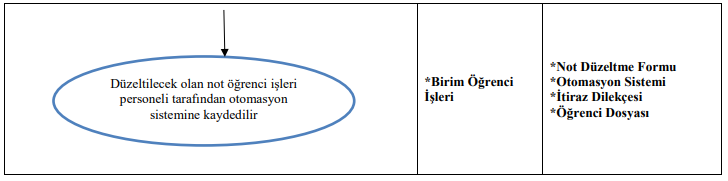 Düzeltilecek olan not öğrenci işleri
personeli tarafından otomasyon
sistemine kaydedilir
*Birim Öğrenci
İşleri
*Not Düzeltme Formu
*Otomasyon Sistemi
*İtiraz Dilekçesi
*Öğrenci Dosyası